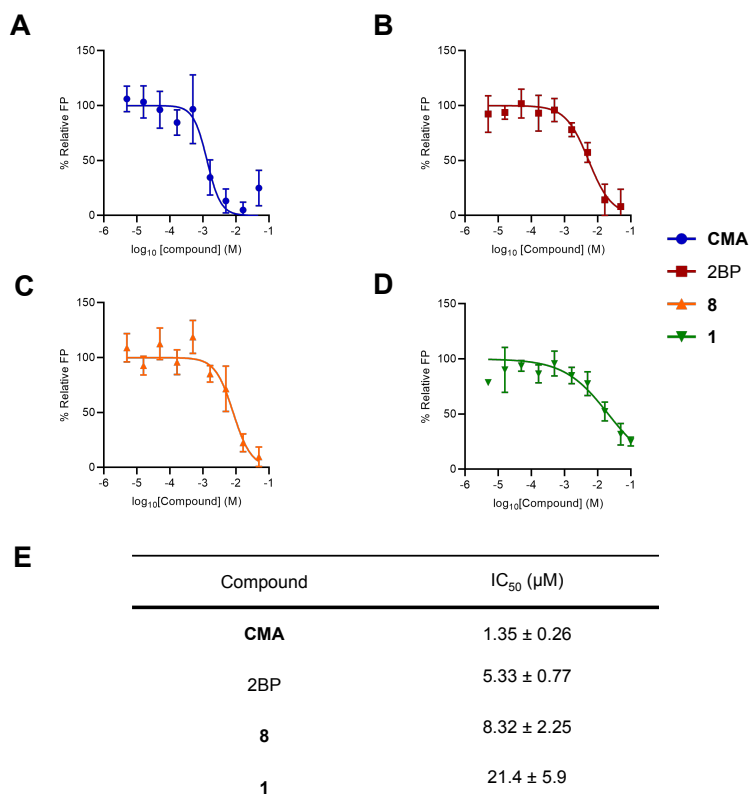 A
150
100
50
0
% Relative FP
-6 -5 -4 -3 -2 -1
log10 [compound] (M)
B
150
100
50
0
% Relative FP
-6 -5 -4 -3 -2 -1
log10 [Compound] (M)
CMA
2BP
8
1
C
150
100
50
0
% Relative FP
-6 -5 -4 -3 -2 -1
log10[Compound] (M)
D
150
100
50
0
% Relative FP
-6 -5 -4 -3 -2 -1
log10[Compound] (M)
E
Compound IC50 (µM)
CMA 1.35 ± 0.26
2BP 5.33 ± 0.77
8 8.32 ± 2.25
1 21.4 ± 5.9